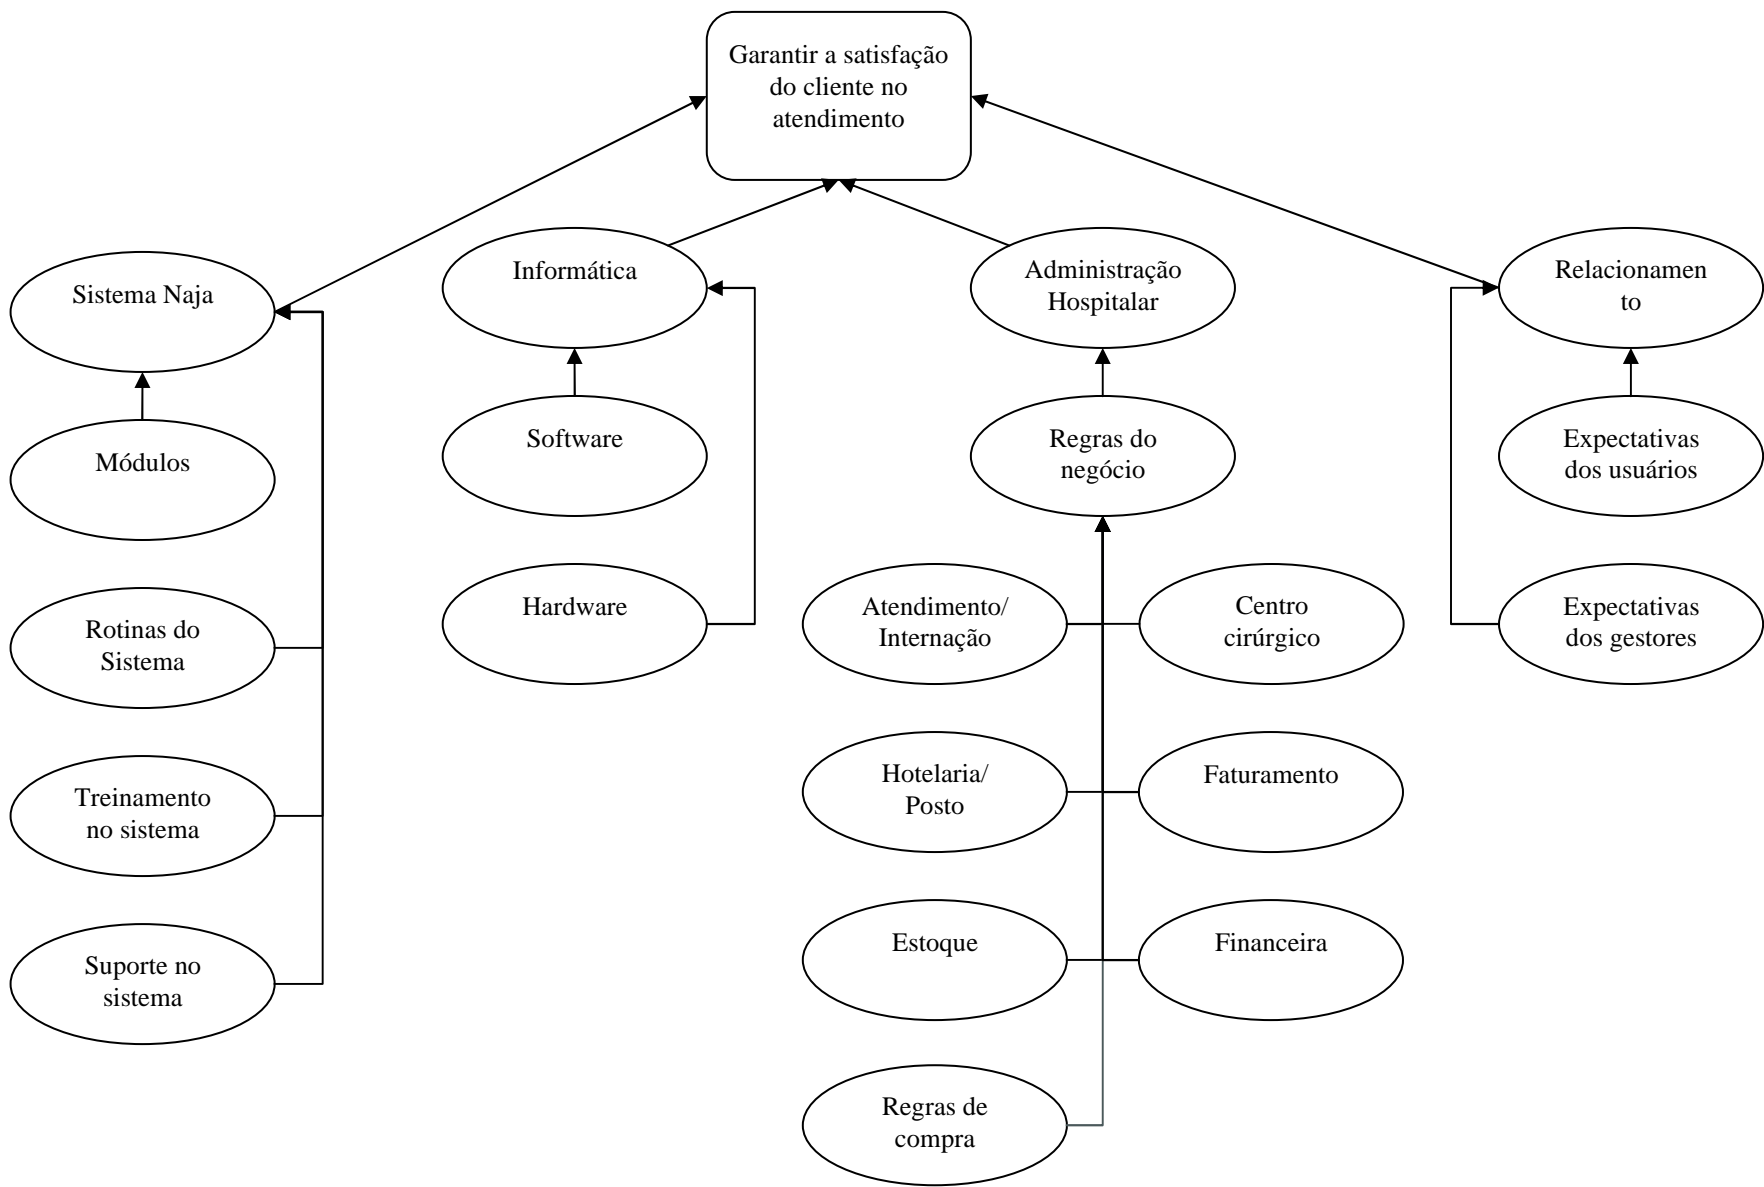 Garantir a satisfação
do cliente no
atendimento
Sistema Naja
Informática
Administração
Hospitalar
Relacionamen
to
Módulos
Software
Regras do
negócio
Expectativas
dos usuários
Rotinas do
Sistema
Hardware
Atendimento/
Internação
Centro
cirúrgico
Expectativas
dos gestores
Treinamento
no sistema
Hotelaria/
Posto
Faturamento
Suporte no
sistema
Estoque
Financeira
Regras de
compra